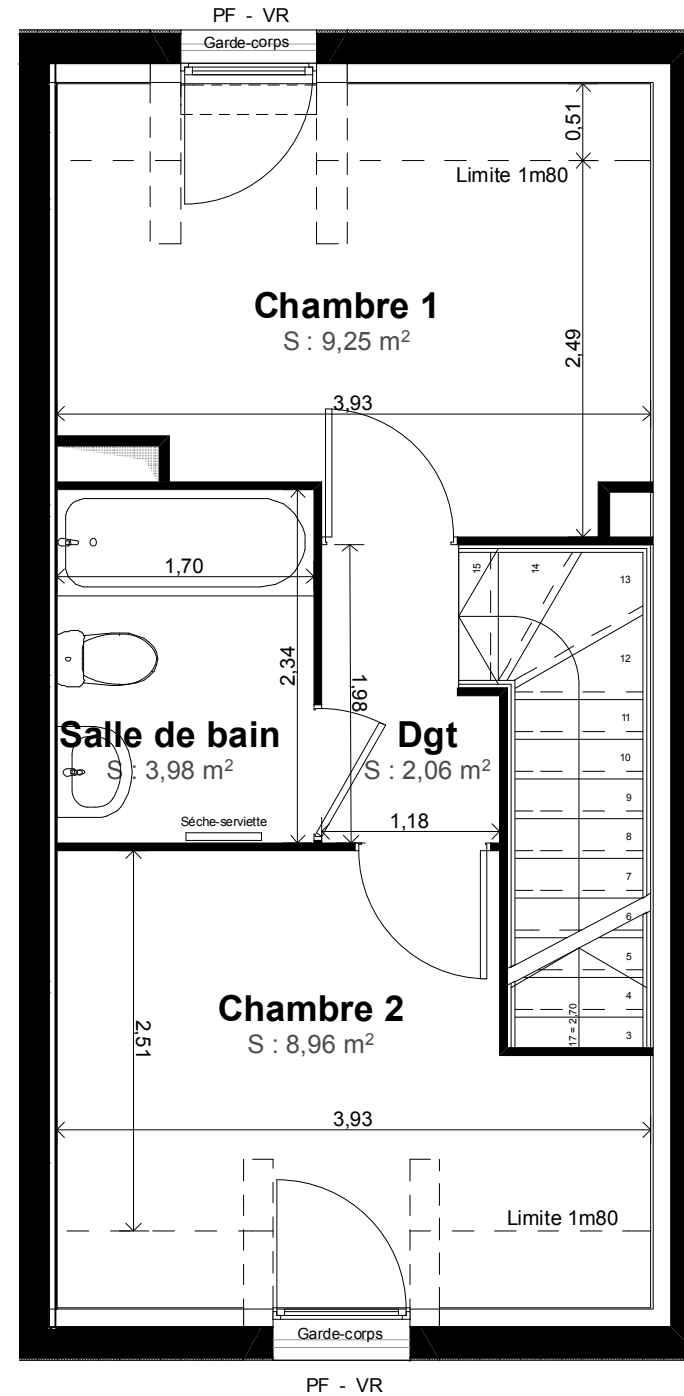 PF - VR
Garde-corps
0,51
Limite 1m80
Chambre 1
S : 9,25 m²
2,49
3,93
15
14
13
1,70
12
2,34
1,98
11
Salle de bain
Dgt
10
S : 3,98 m²
S : 2,06 m²
9
Séche-serviette
1,18
8
7
6
5
Chambre 2
4
S : 8,96 m²
2,51
17 = 2,70
3
3,93
Limite 1m80
Garde-corps
PF - VR